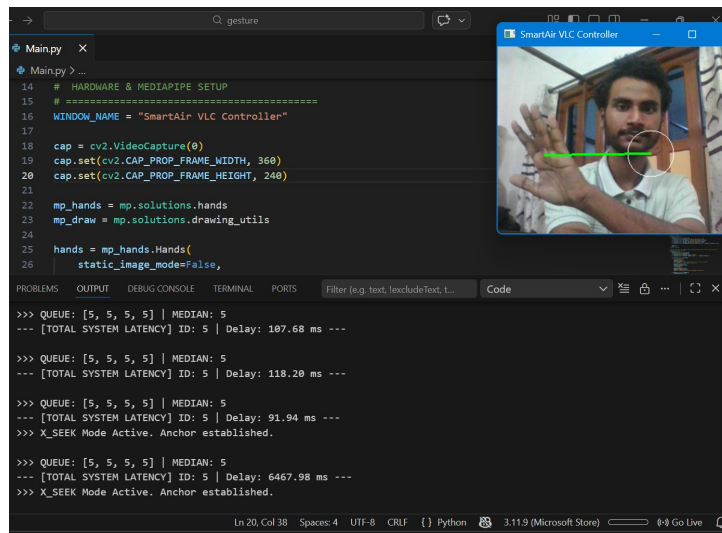 gesture
SmartAir VLC Controller
Main.py
Main.py > ...
14 # HARDWARE & MEDIAPIPE SETUP
15 # =========================================
16 WINDOW_NAME = "SmartAir VLC Controller"
17
18 cap = cv2.VideoCapture(0)
19 cap.set(cv2.CAP_PROP_FRAME_WIDTH, 360)
20 cap.set(cv2.CAP_PROP_FRAME_HEIGHT, 240)
21
22 mp_hands = mp.solutions.hands
23 mp_draw = mp.solutions.drawing_utils
24
25 hands = mp_hands.Hands(
26 static_image_mode=False,
PROBLEMS OUTPUT DEBUG CONSOLE TERMINAL PORTS Filter (e.g. text, !excludeText, t... Code
>>> QUEUE: [5, 5, 5, 5] | MEDIAN: 5
--- [TOTAL SYSTEM LATENCY] ID: 5 | Delay: 107.68 ms ---
>>> QUEUE: [5, 5, 5, 5] | MEDIAN: 5
--- [TOTAL SYSTEM LATENCY] ID: 5 | Delay: 118.20 ms ---
>>> QUEUE: [5, 5, 5, 5] | MEDIAN: 5
--- [TOTAL SYSTEM LATENCY] ID: 5 | Delay: 91.94 ms ---
>>> X_SEEK Mode Active. Anchor established.
>>> QUEUE: [5, 5, 5, 5] | MEDIAN: 5
--- [TOTAL SYSTEM LATENCY] ID: 5 | Delay: 6467.98 ms ---
>>> X_SEEK Mode Active. Anchor established.
Ln 20, Col 38 Spaces: 4 UTF-8 CRLF { } Python 3.11.9 (Microsoft Store) Go Live